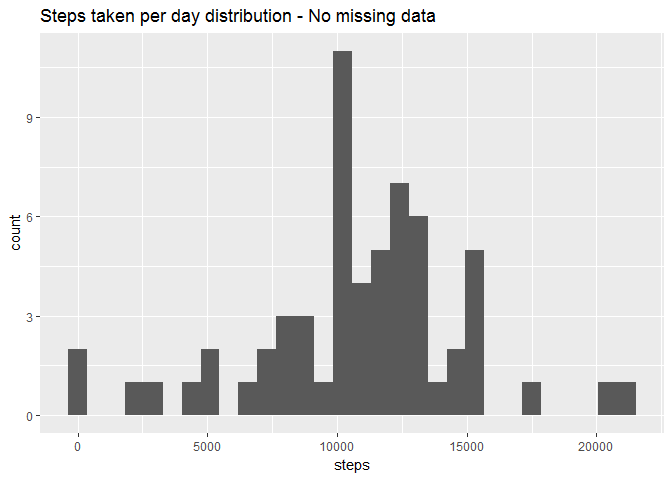 Steps taken per day distribution - No missing data
count
9
6
3
0
0 5000 10000 15000 20000
steps